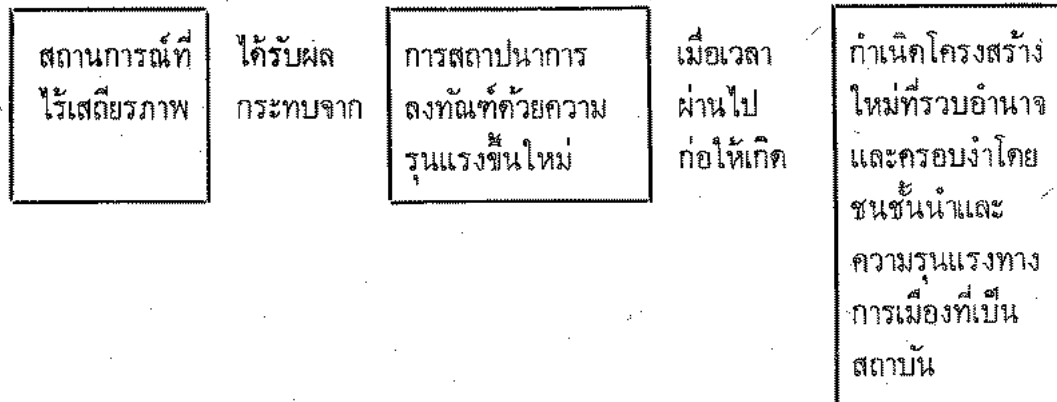 สถานการณ์ที่
ไร้เสถียรภาพ
ได้รับผล
กระทบจาก
การสถาปนาการ
ลงทัณฑ์ด้วยความ
รุนแรงขึ้นใหม่
เมื่อเวลา
ผ่านไป
ก่อให้เกิด
กำเนิดโครงสร้าง
ใหม่ที่รวบอำนาจ
และครอบงำโดย
ชนชั้นนำและ
ความรุนแรงทาง
การเมืองที่เป็น
สถาบัน